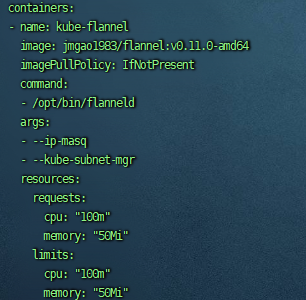 containers:
- name: kube-flannel
image: jmgao1983/flannel:v0.11.0-amd64
imagePullPolicy: IfNotPresent
command:
- /opt/bin/flanneld
args:
- --ip-masq
- --kube-subnet-mgr
resources:
requests:
cpu: "100m"
memory: "50Mi"
limits:
cpu: "100m"
memory: "50Mi"